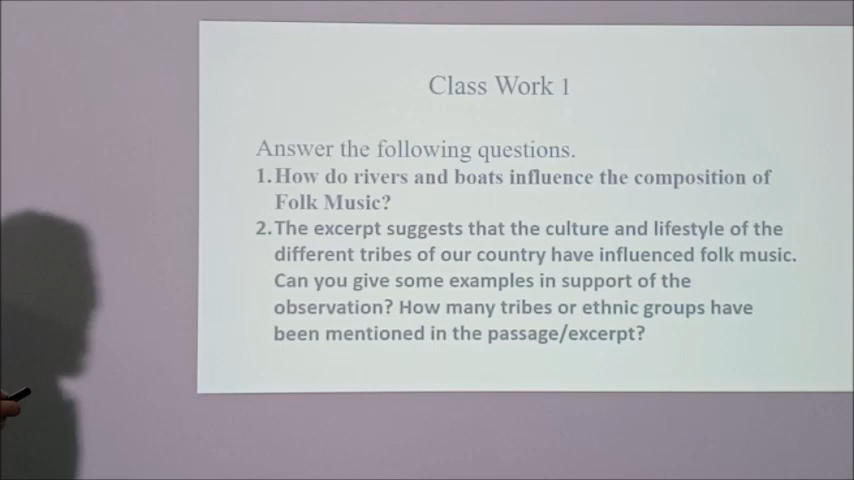 Class Work 1
Answer the following questions.
1. How do rivers and boats influence the composition of
Folk Music?
2. The excerpt suggests that the culture and lifestyle of the
different tribes of our country have influenced folk music.
Can you give some examples in support of the
observation? How many tribes or ethnic groups have
been mentioned in the passage/excerpt?